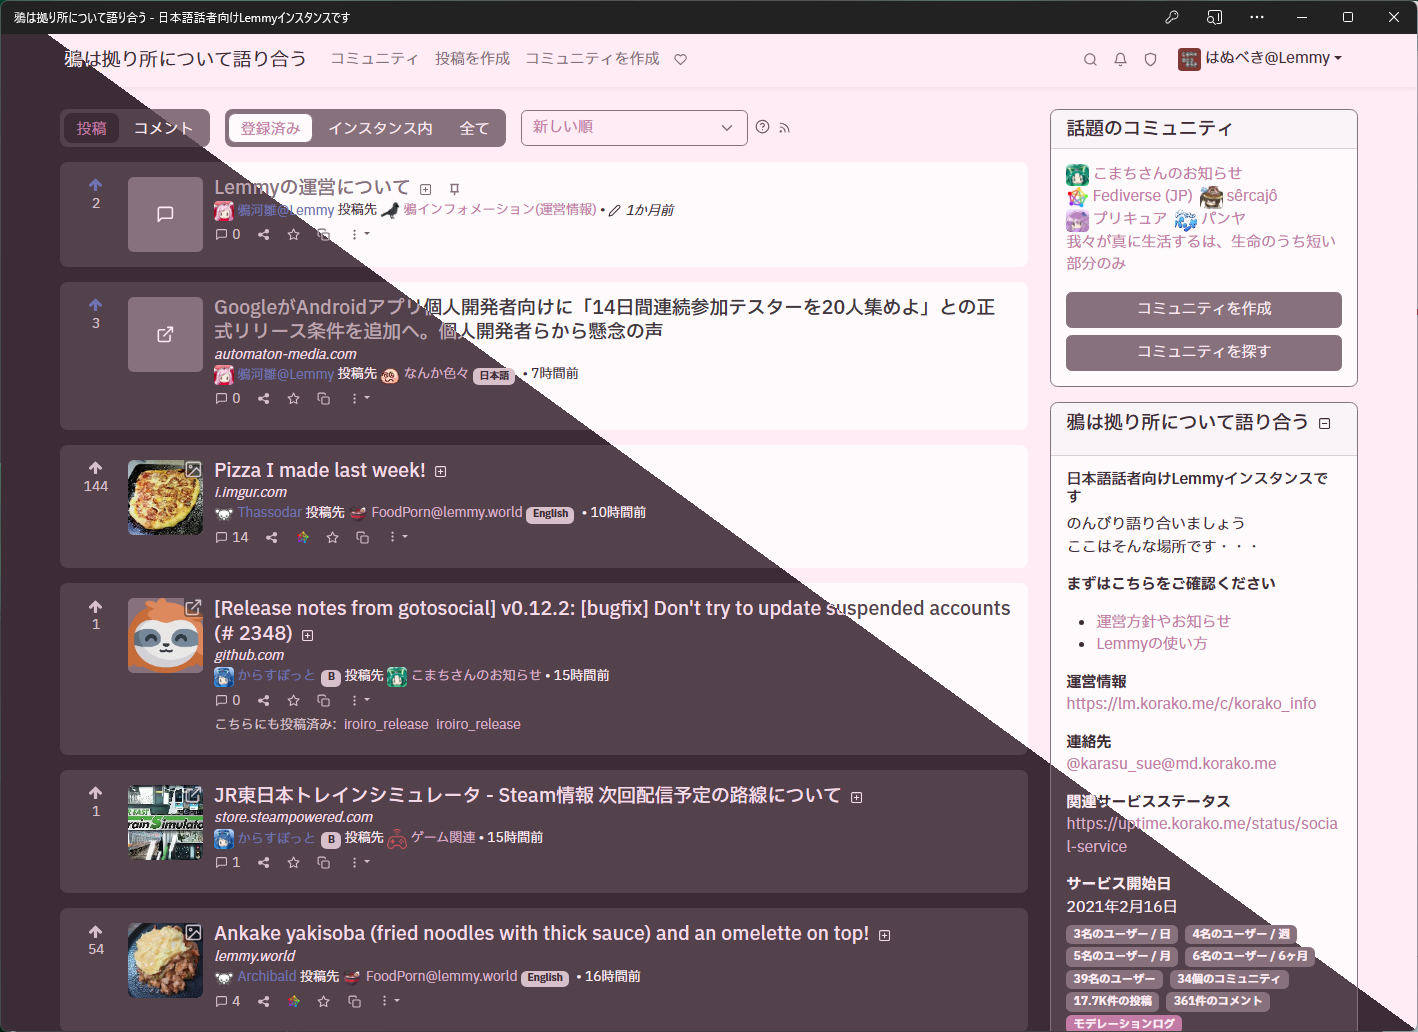 鴉は拠り所について語り合う - 日本語話者向けLemmyインスタンスです
鴉は拠り所について語り合う コミュニティ 投稿を作成 コミュニティを作成
はぬべき@Lemmy
投稿 コメント 登録済み インスタンス内 全て 新しい順
2
Lemmyの運営について
鴉河雛@Lemmy 投稿先 鴉インフォメーション(運営情報) • 1か月前
0
3
GoogleがAndroidアプリ個人開発者向けに「14日間連続参加テスターを20人集めよ」との正
式リリース条件を追加へ。個人開発者らから懸念の声
automaton-media.com
鴉河雛@Lemmy 投稿先 なんか色々 日本語 • 7時間前
0
144
Pizza I made last week!
i.imgur.com
Thassodar 投稿先 FoodPorn@lemmy.world English • 10時間前
14
1
[Release notes from gotosocial] v0.12.2: [bugfix] Don't try to update suspended accounts
(# 2348)
github.com
からすぼっと B 投稿先 こまちさんのお知らせ • 15時間前
0
こちらにも投稿済み: iroiro_release iroiro_release
1
JR東日本トレインシミュレータ - Steam情報 次回配信予定の路線について
store.steampowered.com
からすぼっと B 投稿先 ゲーム関連 • 15時間前
1
54
Ankake yakisoba (fried noodles with thick sauce) and an omelette on top!
lemmy.world
Archibald 投稿先 FoodPorn@lemmy.world English • 16時間前
4
話題のコミュニティ
こまちさんのお知らせ
Fediverse (JP) sêrcajô
プリキュア パンヤ
我々が真に生活するは、生命のうち短い
部分のみ
コミュニティを作成
コミュニティを探す
鴉は拠り所について語り合う
日本語話者向けLemmyインスタンスで
す
のんびり語り合いましょう
ここはそんな場所です・・・
まずはこちらをご確認ください
• 運営方針やお知らせ
• Lemmyの使い方
運営情報
https://lm.korako.me/c/korako_info
連絡先
@karasu_sue@md.korako.me
関連サービスステータス
https://uptime.korako.me/status/socia
l-service
サービス開始日
2021年2月16日
3名のユーザー / 日 4名のユーザー / 週
5名のユーザー / 月 6名のユーザー / 6ヶ月
39名のユーザー 34個のコミュニティ
17.7K件の投稿 361件のコメント
モデレーションログ